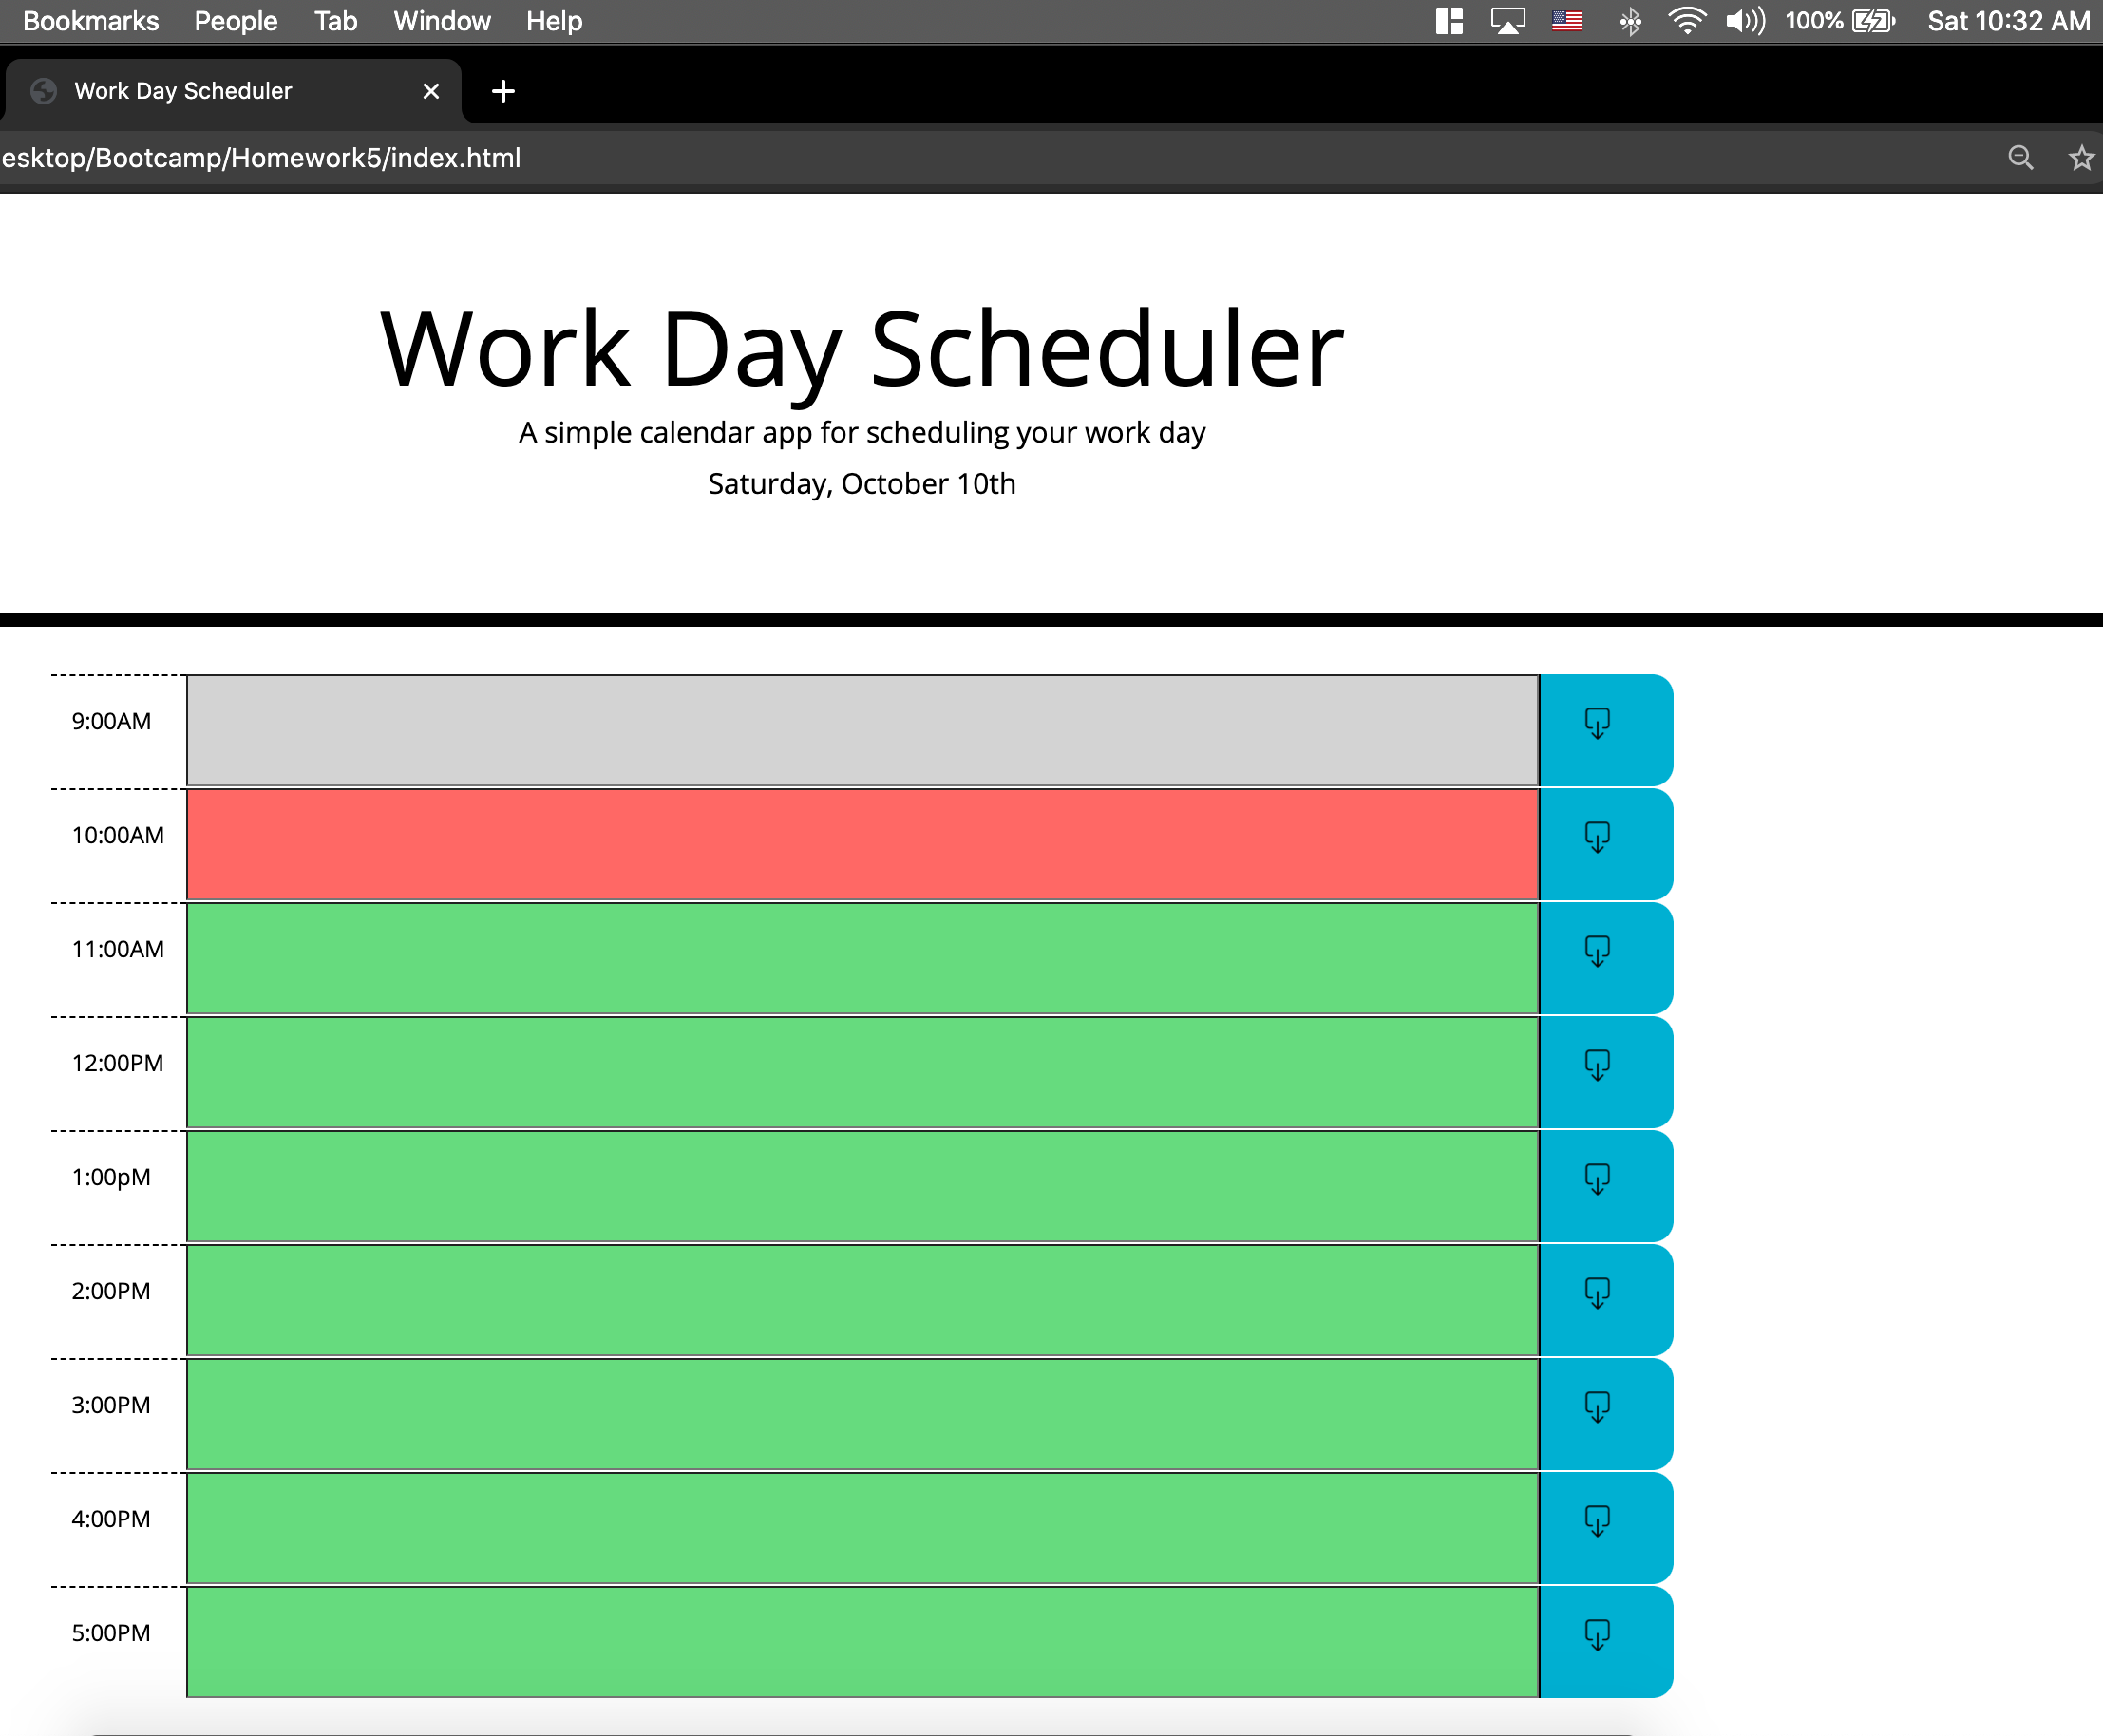 Bookmarks People Tab Window Help 100% Sat 10:32 AM
Work Day Scheduler
esktop/Bootcamp/Homework5/index.html
Work Day Scheduler
A simple calendar app for scheduling your work day
Saturday, October 10th
9:00AM
10:00AM
11:00AM
12:00PM
1:00pM
2:00PM
3:00PM
4:00PM
5:00PM